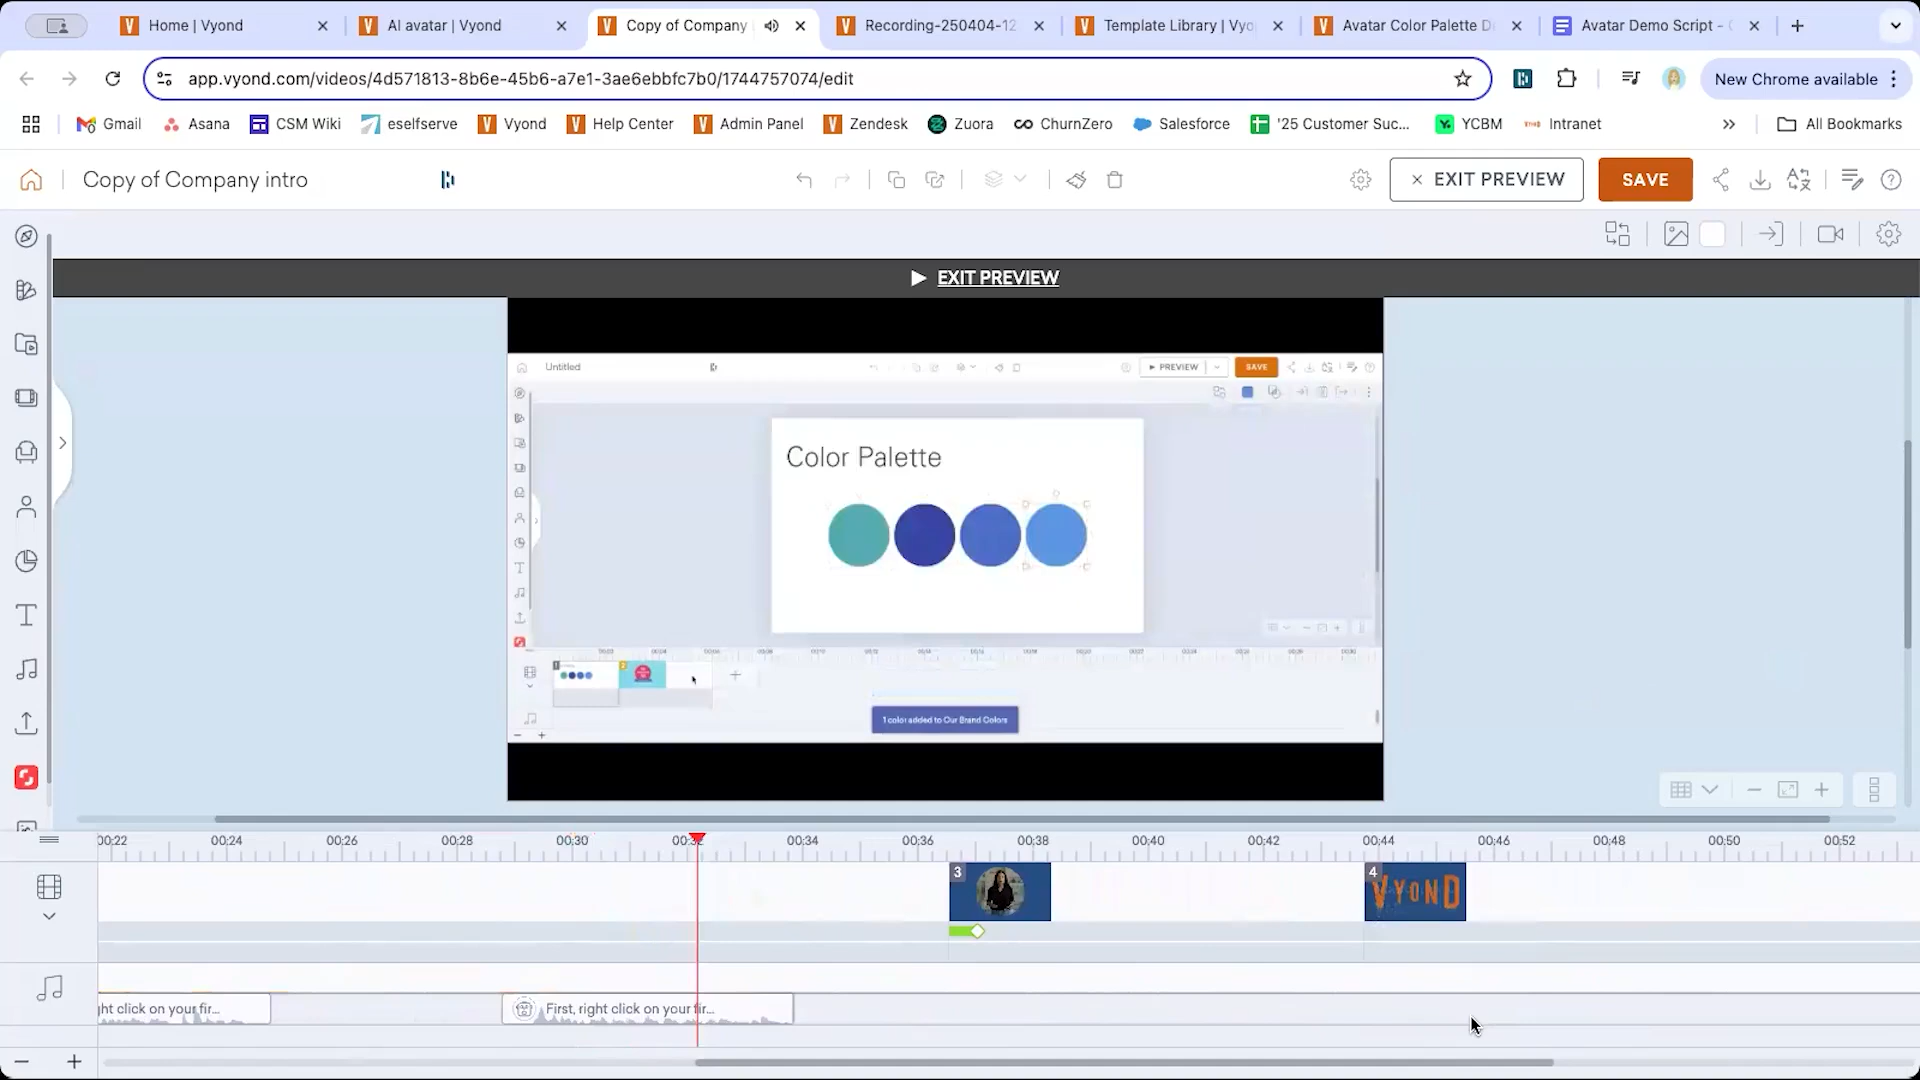 Home | Vyond
AI avatar | Vyond
Copy of Company
Recording-250404-12
Template Library | Vyo
Avatar Color Palette D
Avatar Demo Script -
app.vyond.com/videos/4d571813-8b6e-45b6-a7e1-3ae6ebbfc7b0/1744757074/edit
New Chrome available
Gmail
Asana
CSM Wiki
eselfserve
Vyond
Help Center
Admin Panel
Zendesk
Zuora
ChurnZero
Salesforce
'25 Customer Suc...
YCBM
Intranet
All Bookmarks
Copy of Company intro
EXIT PREVIEW
SAVE
EXIT PREVIEW
Untitled
PREVIEW
SAVE
Color Palette
1 color added to Our Brand Colors
00:22
00:24
00:26
00:28
00:30
00:32
00:34
00:36
00:38
00:40
00:42
00:44
00:46
00:48
00:50
00:52
3
4
VYOND
ht click on your fir...
First, right click on your fir...